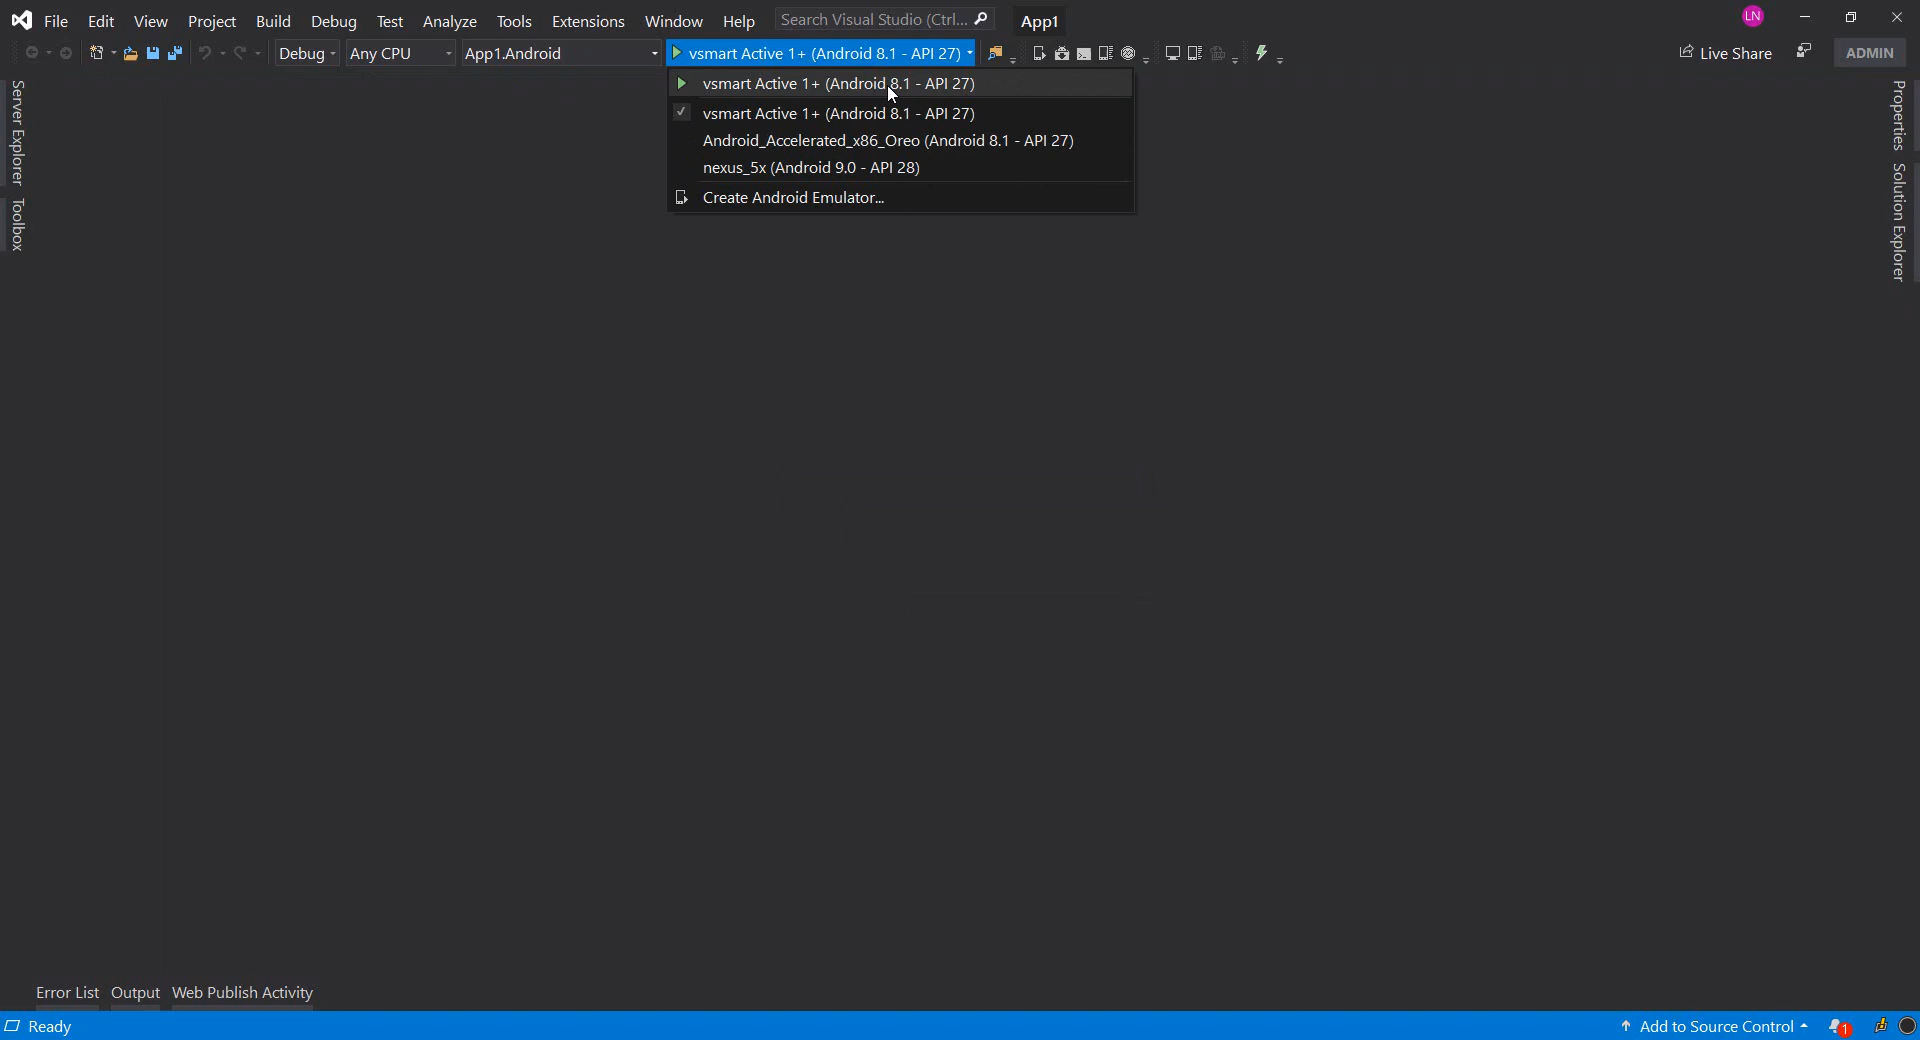 File Edit View Project Build Debug Test Analyze Tools Extensions Window Help Search Visual Studio (Ctrl... App1 LN
Debug Any CPU App1.Android vsmart Active 1+ (Android 8.1 - API 27) Live Share ADMIN
vsmart Active 1+ (Android 8.1 - API 27)
vsmart Active 1+ (Android 8.1 - API 27)
Android_Accelerated_x86_Oreo (Android 8.1 - API 27)
nexus_5x (Android 9.0 - API 28)
Create Android Emulator...
Server Explorer
Toolbox
Properties
Solution Explorer
Error List Output Web Publish Activity
Ready Add to Source Control 1